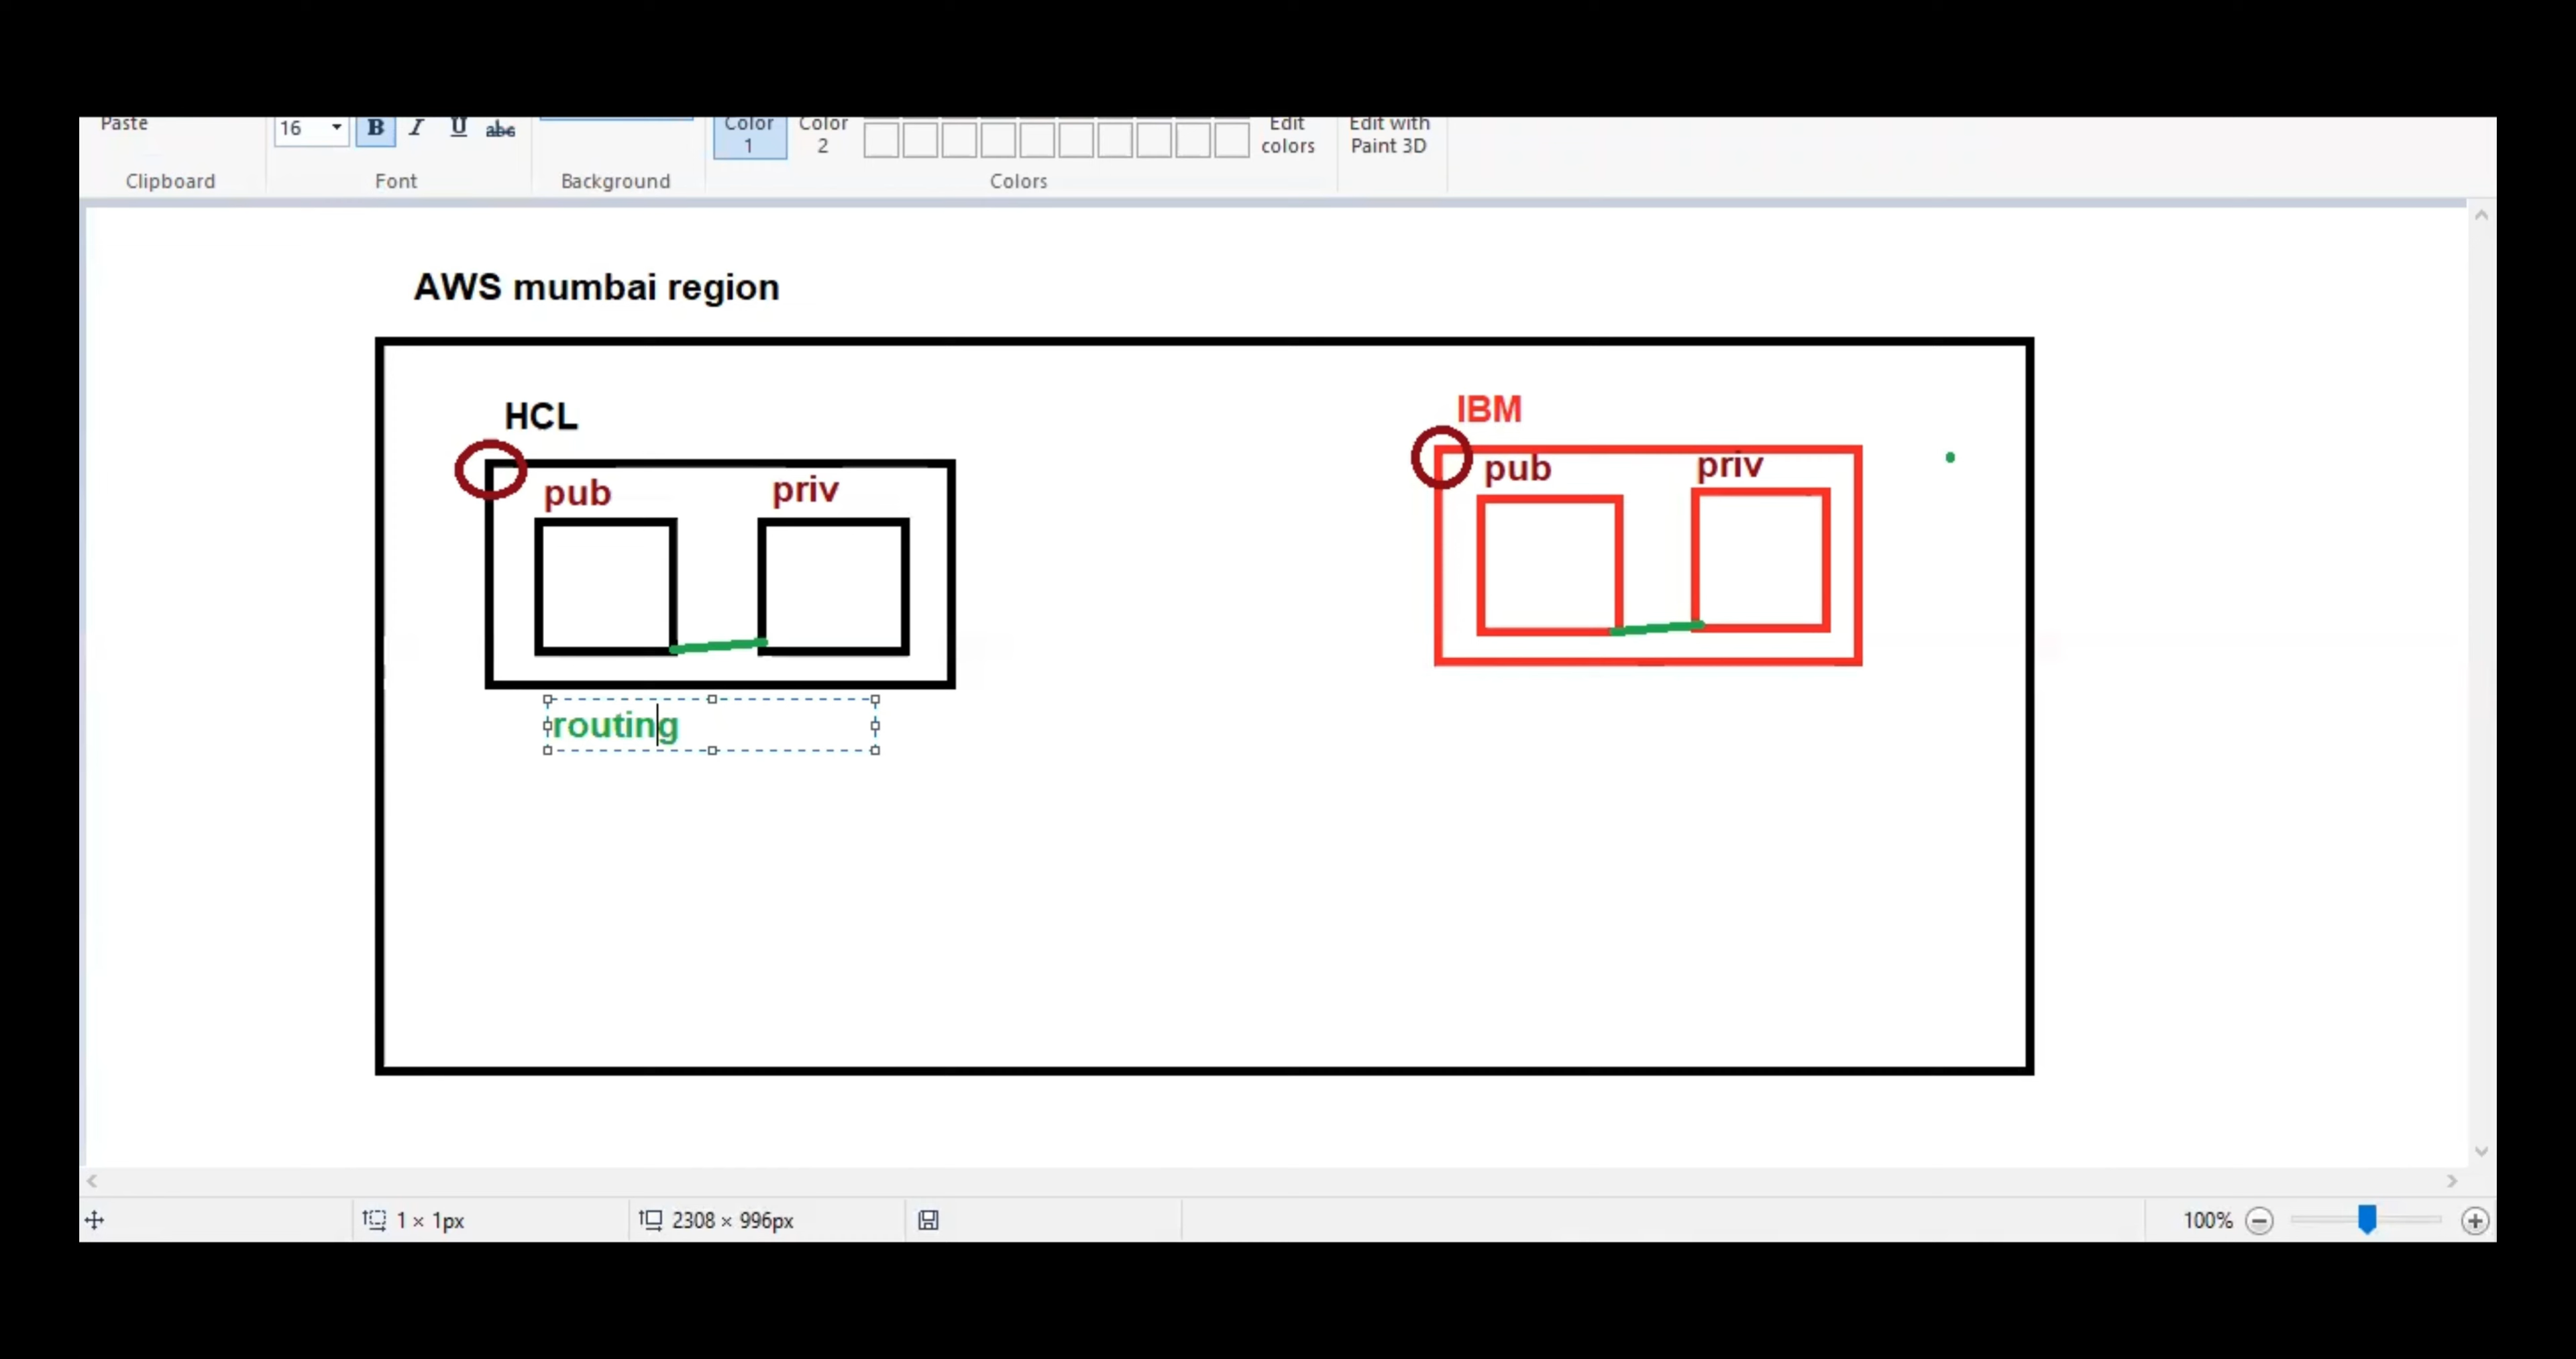 Paste
16
B I U abc
Color 1
Color 2
Edit colors
Edit with Paint 3D
Clipboard
Font
Background
Colors
AWS mumbai region
HCL
pub
priv
IBM
pub
priv
routing
1 × 1px
2308 × 996px
100%